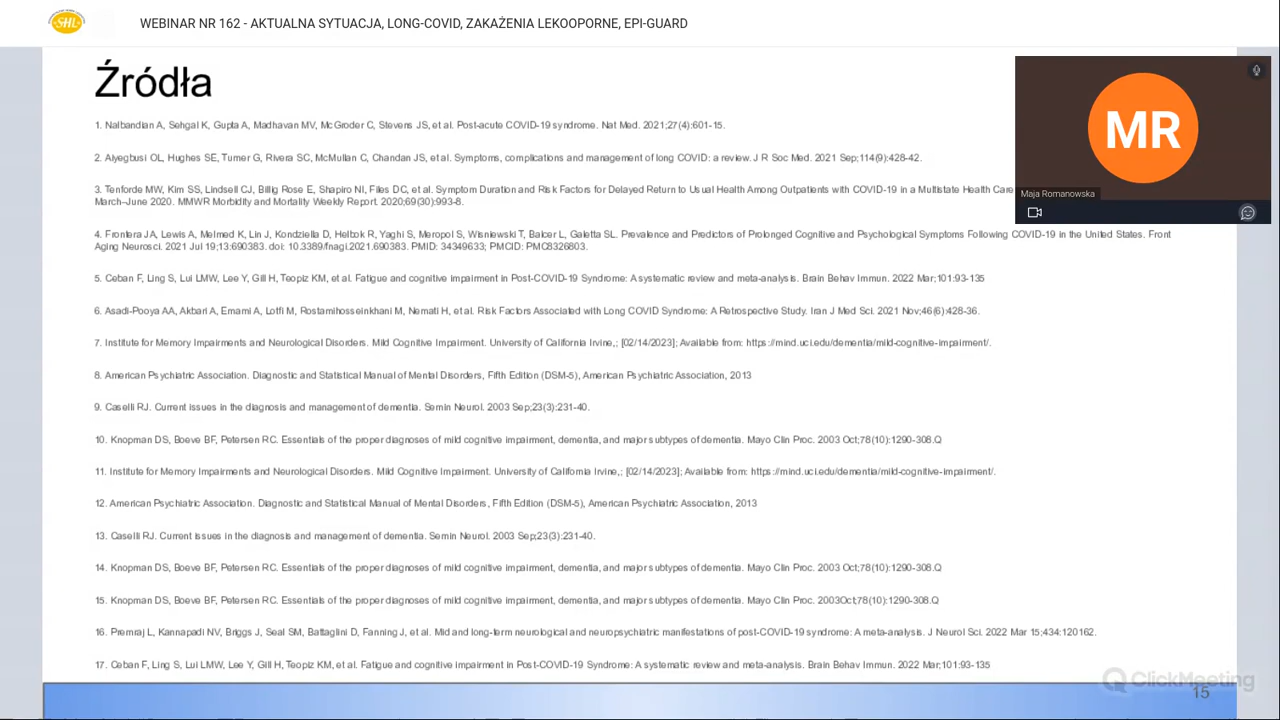 SHL
WEBINAR NR 162 - AKTUALNA SYTUACJA, LONG-COVID, ZAKAŻENIA LEKOOPORNE, EPI-GUARD
Źródła
1. Nalbandian A, Sehgal K, Gupta A, Madhavan MV, McGroder C, Stevens JS, et al. Post-acute COVID-19 syndrome. Nat Med. 2021;27(4):601-15.
2. Aiyegbusi OL, Hughes SE, Turner G, Rivera SC, McMullan C, Chandan JS, et al. Symptoms, complications and management of long COVID: a review. J R Soc Med. 2021 Sep;114(9):428-42.
3. Tenforde MW, Kim SS, Lindsell CJ, Billig Rose E, Shapiro NI, Files DC, et al. Symptom Duration and Risk Factors for Delayed Return to Usual Health Among Outpatients with COVID-19 in a Multistate Health Care
March–June 2020. MMWR Morbidity and Mortality Weekly Report. 2020;69(30):993-8.
4. Frontera JA, Lewis A, Melmed K, Lin J, Kondziella D, Helbok R, Yaghi S, Meropol S, Wisniewski T, Balcer L, Galetta SL. Prevalence and Predictors of Prolonged Cognitive and Psychological Symptoms Following COVID-19 in the United States. Front
Aging Neurosci. 2021 Jul 19;13:690383. doi: 10.3389/fnagi.2021.690383. PMID: 34349633; PMCID: PMC8326803.
5. Ceban F, Ling S, Lui LMW, Lee Y, Gill H, Teopiz KM, et al. Fatigue and cognitive impairment in Post-COVID-19 Syndrome: A systematic review and meta-analysis. Brain Behav Immun. 2022 Mar;101:93-135
6. Asadi-Pooya AA, Akbari A, Emami A, Lotfi M, Rostamihosseinkhani M, Nemati H, et al. Risk Factors Associated with Long COVID Syndrome: A Retrospective Study. Iran J Med Sci. 2021 Nov;46(6):428-36.
7. Institute for Memory Impairments and Neurological Disorders. Mild Cognitive Impairment. University of California Irvine,; [02/14/2023]; Available from: https://mind.uci.edu/dementia/mild-cognitive-impairment/.
8. American Psychiatric Association. Diagnostic and Statistical Manual of Mental Disorders, Fifth Edition (DSM-5), American Psychiatric Association, 2013
9. Caselli RJ. Current issues in the diagnosis and management of dementia. Semin Neurol. 2003 Sep;23(3):231-40.
10. Knopman DS, Boeve BF, Petersen RC. Essentials of the proper diagnoses of mild cognitive impairment, dementia, and major subtypes of dementia. Mayo Clin Proc. 2003 Oct;78(10):1290-308.Q
11. Institute for Memory Impairments and Neurological Disorders. Mild Cognitive Impairment. University of California Irvine,; [02/14/2023]; Available from: https://mind.uci.edu/dementia/mild-cognitive-impairment/.
12. American Psychiatric Association. Diagnostic and Statistical Manual of Mental Disorders, Fifth Edition (DSM-5), American Psychiatric Association, 2013
13. Caselli RJ. Current issues in the diagnosis and management of dementia. Semin Neurol. 2003 Sep;23(3):231-40.
14. Knopman DS, Boeve BF, Petersen RC. Essentials of the proper diagnoses of mild cognitive impairment, dementia, and major subtypes of dementia. Mayo Clin Proc. 2003 Oct;78(10):1290-308.Q
15. Knopman DS, Boeve BF, Petersen RC. Essentials of the proper diagnoses of mild cognitive impairment, dementia, and major subtypes of dementia. Mayo Clin Proc. 2003Oct;78(10):1290-308.Q
16. Premraj L, Kannapadi NV, Briggs J, Seal SM, Battaglini D, Fanning J, et al. Mid and long-term neurological and neuropsychiatric manifestations of post-COVID-19 syndrome: A meta-analysis. J Neurol Sci. 2022 Mar 15;434:120162.
17. Ceban F, Ling S, Lui LMW, Lee Y, Gill H, Teopiz KM, et al. Fatigue and cognitive impairment in Post-COVID-19 Syndrome: A systematic review and meta-analysis. Brain Behav Immun. 2022 Mar;101:93-135
MR
Maja Romanowska
ClickMeeting
15